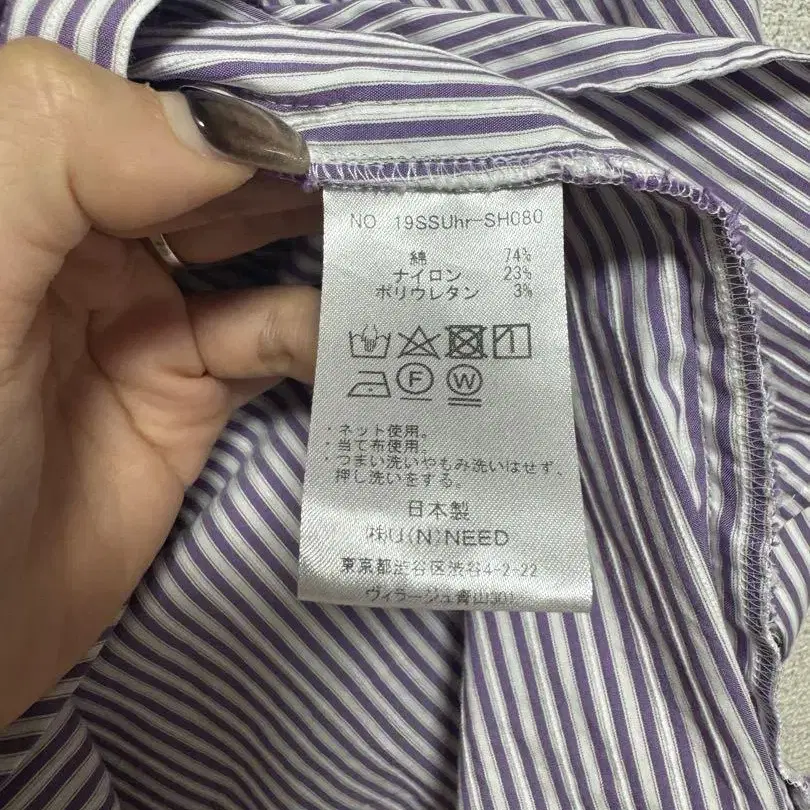 NO 19SSUhr-SH080
綿 74%
ナイロン 23%
ポリウレタン 3%
F W
・ネット使用。
・当て布使用。
・つまい洗いやもみ洗いはせず、
押し洗いをする。
日本製
㈱U(N)NEED
東京都渋谷区渋谷4-2-22
ヴィラージュ青山301